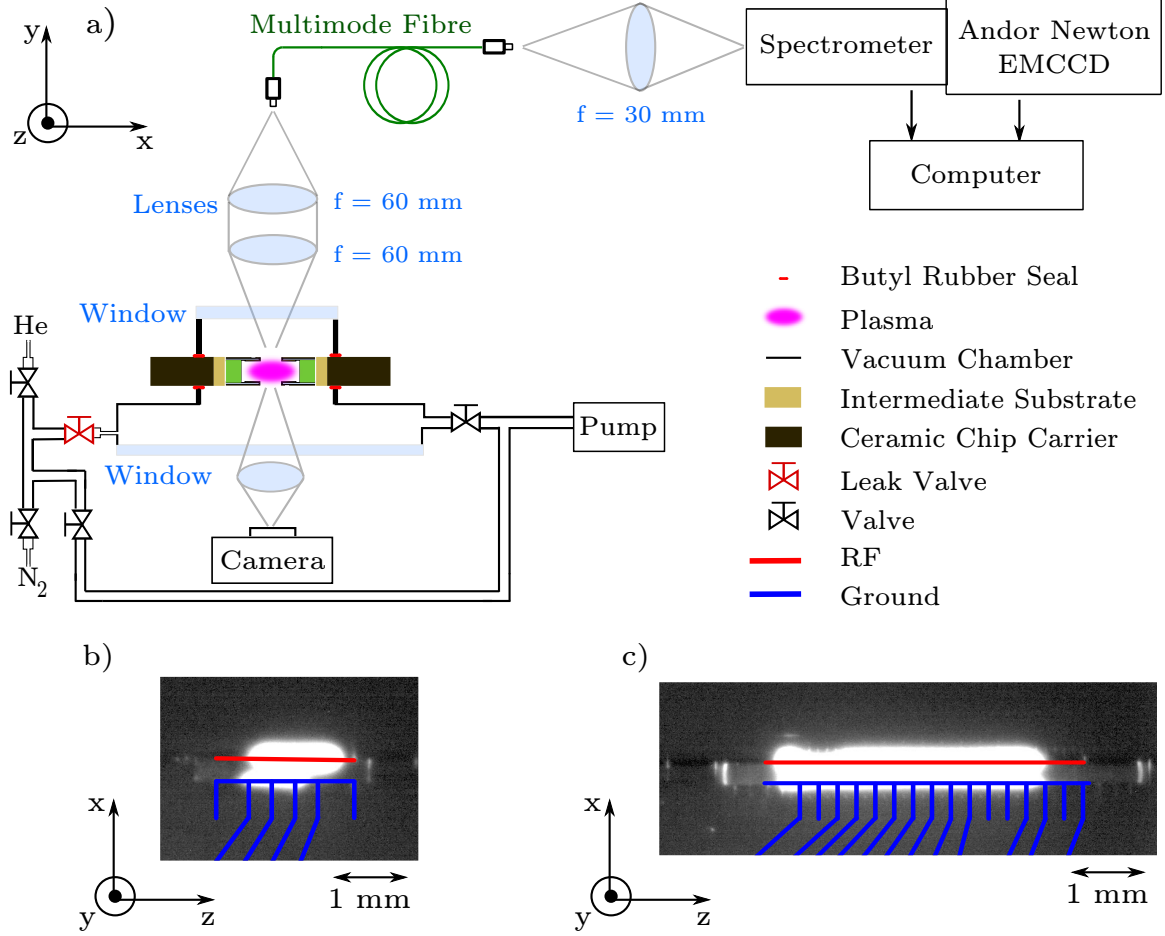 a)
y
z
x
Multimode Fibre
f = 30 mm
Spectrometer
Andor Newton
EMCCD
Computer
Lenses
f = 60 mm
f = 60 mm
Window
He
Window
Pump
Camera
N2
Butyl Rubber Seal
Plasma
Vacuum Chamber
Intermediate Substrate
Ceramic Chip Carrier
Leak Valve
Valve
RF
Ground
b)
x
y
z
1 mm
c)
x
y
z
1 mm